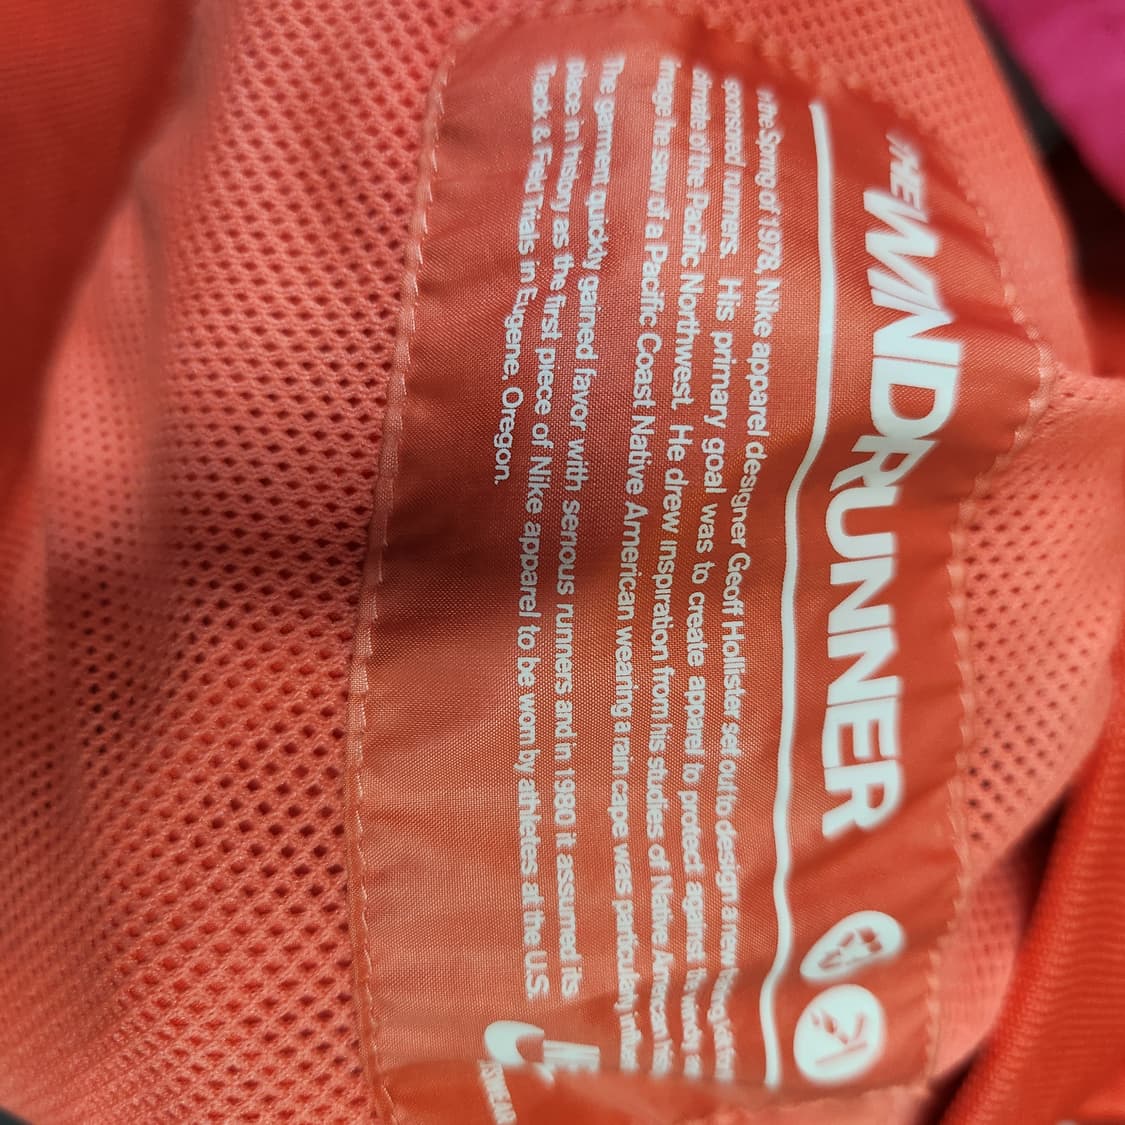 THE WINDRUNNER
the Spring of 1978, Nike apparel designer Geoff Hollister set out to design a new
sponsored runners. His primary goal was to create apparel to protect against the windy
climate of the Pacific Northwest. He drew inspiration from his studies of Native American
image he saw of a Pacific Coast Native American wearing a rain cape was particularly
The garment quickly gained favor with serious runners and in 1980 it assumed its
place in history as the first piece of Nike apparel to be worn by athletes at the U.S.
Track & Field Trials in Eugene, Oregon.